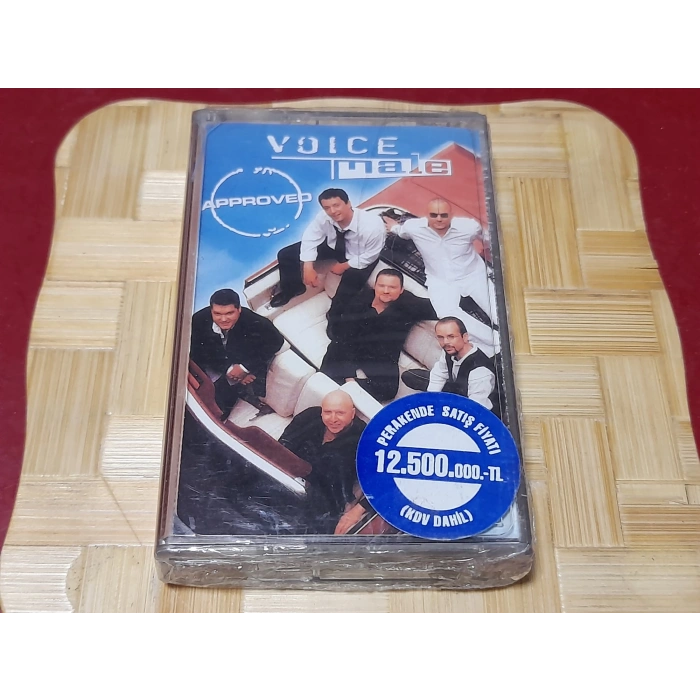 VOICE
male
APPROVED
PERAKENDE SATIŞ FİYATI
12.500.000.-TL
(KDV DAHİL)